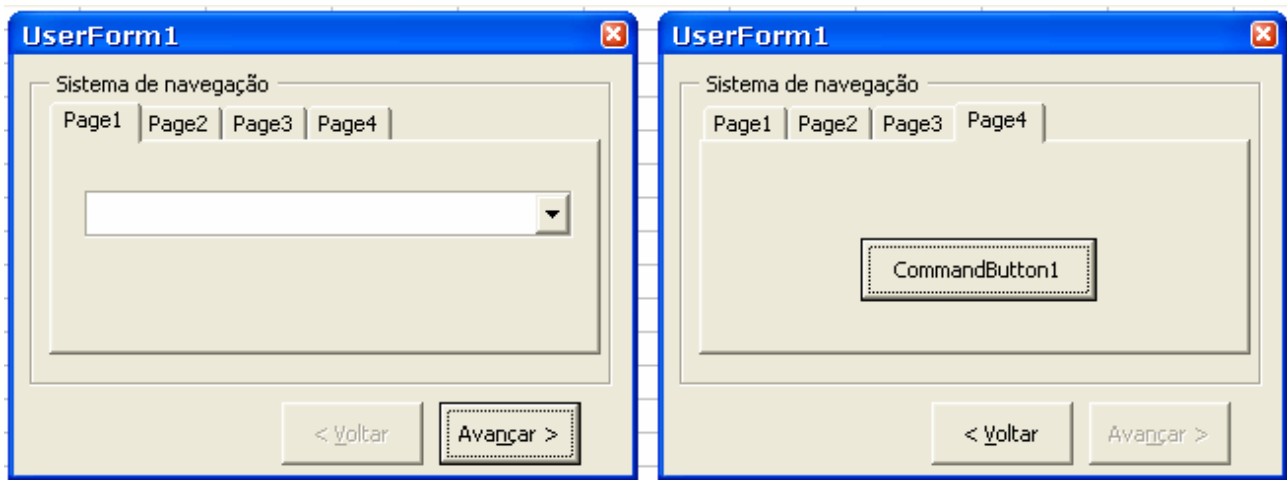 UserForm1
Sistema de navegação
Page1 Page2 Page3 Page4
< Voltar Avançar >
UserForm1
Sistema de navegação
Page1 Page2 Page3 Page4
CommandButton1
< Voltar Avançar >